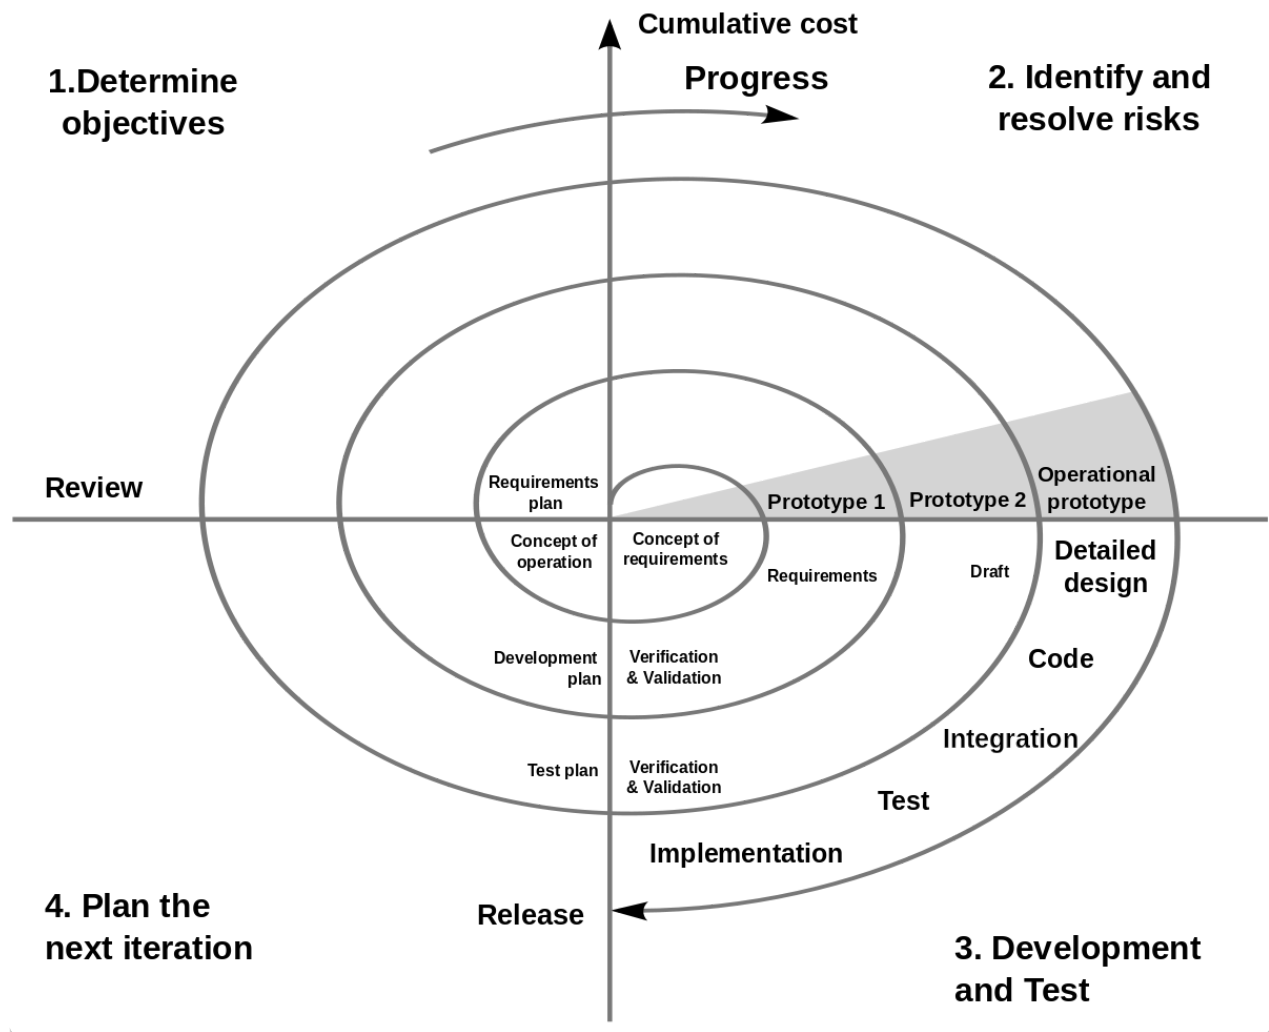 Cumulative cost
Progress
1.Determine
objectives
2. Identify and
resolve risks
Review
Requirements
plan
Prototype 1
Prototype 2
Operational
prototype
Concept of
operation
Concept of
requirements
Requirements
Draft
Detailed
design
Development
plan
Verification
& Validation
Code
Integration
Test plan
Verification
& Validation
Test
Implementation
Release
4. Plan the
next iteration
3. Development
and Test